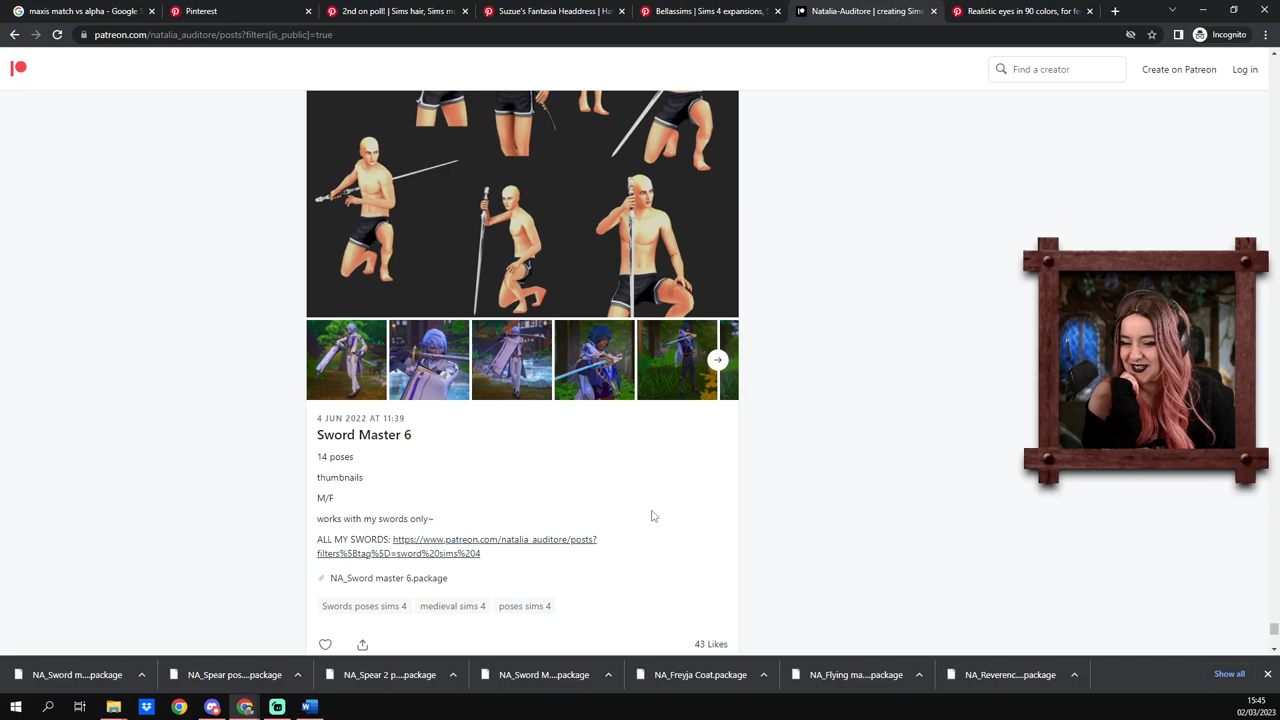 maxis match vs alpha - Google S
Pinterest
2nd on poll! | Sims hair, Sims mo
Suzue's Fantasia Headdress | Ha
Bellassims | Sims 4 expansions, S
Natalia-Auditore | creating Sims
Realistic eyes in 90 colors, for fe
patreon.com/natalia_auditore/posts?filters[is_public]=true
Incognito
Find a creator
Create on Patreon
Log in
4 JUN 2022 AT 11:39
Sword Master 6
14 poses
thumbnails
M/F
works with my swords only~
ALL MY SWORDS: https://www.patreon.com/natalia_auditore/posts?
filters%5Btag%5D=sword%20sims%204
NA_Sword master 6.package
Swords poses sims 4
medieval sims 4
poses sims 4
43 Likes
NA_Sword m....package
NA_Spear pos....package
NA_Spear 2 p....package
NA_Sword M....package
NA_Freyja Coat.package
NA_Flying ma....package
NA_Reverenc....package
Show all
15:45
02/03/2023